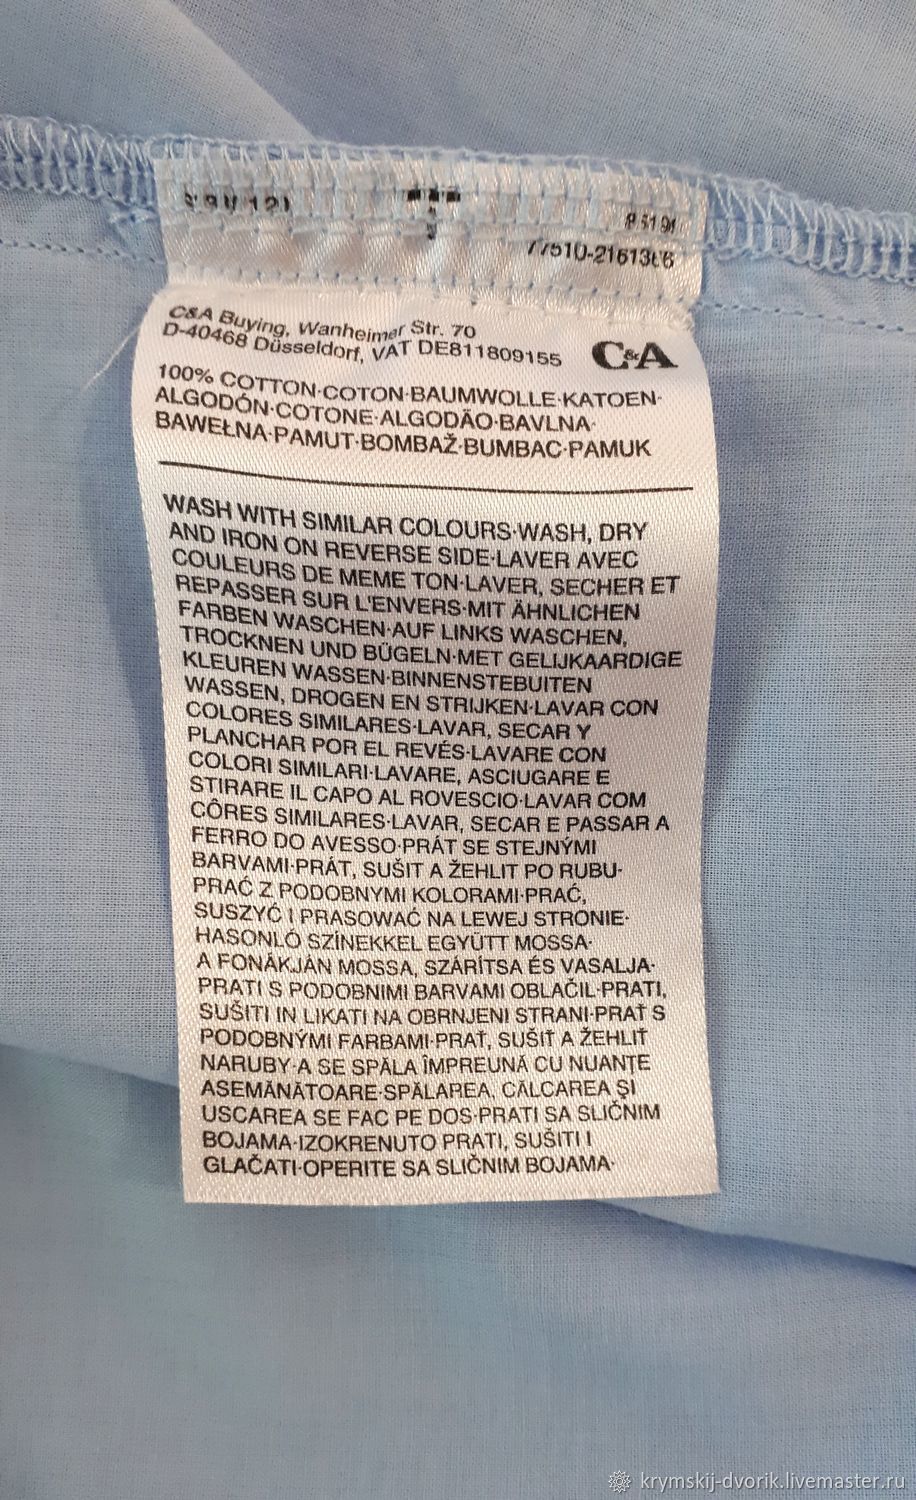 C&A Buying, Wanheimer Str. 70
D-40468 Düsseldorf, VAT DE811809155
C&A
100% COTTON·COTON·BAUMWOLLE·KATOEN·
ALGODÓN·COTONE·ALGODÃO·BAVLNA·
BAWEŁNA·PAMUT·BOMBAŽ·BUMBAC·PAMUK
WASH WITH SIMILAR COLOURS·WASH, DRY
AND IRON ON REVERSE SIDE·LAVER AVEC
COULEURS DE MEME TON·LAVER, SECHER ET
REPASSER SUR L'ENVERS·MIT ÄHNLICHEN
FARBEN WASCHEN·AUF LINKS WASCHEN,
TROCKNEN UND BÜGELN·MET GELIJKAARDIGE
KLEUREN WASSEN·BINNENSTEBUITEN
WASSEN, DROGEN EN STRIJKEN·LAVAR CON
COLORES SIMILARES·LAVAR, SECAR Y
PLANCHAR POR EL REVÉS·LAVARE CON
COLORI SIMILARI·LAVARE, ASCIUGARE E
STIRARE IL CAPO AL ROVESCIO·LAVAR COM
CÔRES SIMILARES·LAVAR, SECAR E PASSAR A
FERRO DO AVESSO·PRÁT SE STEJNÝMI
BARVAMI·PRÁT, SUŠIT A ŽEHLIT PO RUBU·
PRAĆ Z PODOBNYMI KOLORAMI·PRAĆ,
SUSZYĆ I PRASOWAĆ NA LEWEJ STRONIE·
HASONLÓ SZÍNEKKEL EGYÜTT MOSSA·
A FONÁKJÁN MOSSA, SZÁRÍTSA ÉS VASALJA·
PRATI S PODOBNIMI BARVAMI OBLAČIL·PRATI,
SUŠITI IN LIKATI NA OBRNJENI STRANI·PRAŤ S
PODOBNÝMI FARBAMI·PRAŤ, SUŠIŤ A ŽEHLIŤ
NARUBY·A SE SPĂLA ÎMPREUNĂ CU NUANȚE
ASEMĂNĂTOARE·SPĂLAREA, CĂLCAREA ȘI
USCAREA SE FAC PE DOS·PRATI SA SLIČNIM
BOJAMA·IZOKRENUTO PRATI, SUŠITI I
GLAČATI·OPERITE SA SLIČNIM BOJAMA·
krymskij-dvorik.livemaster.ru